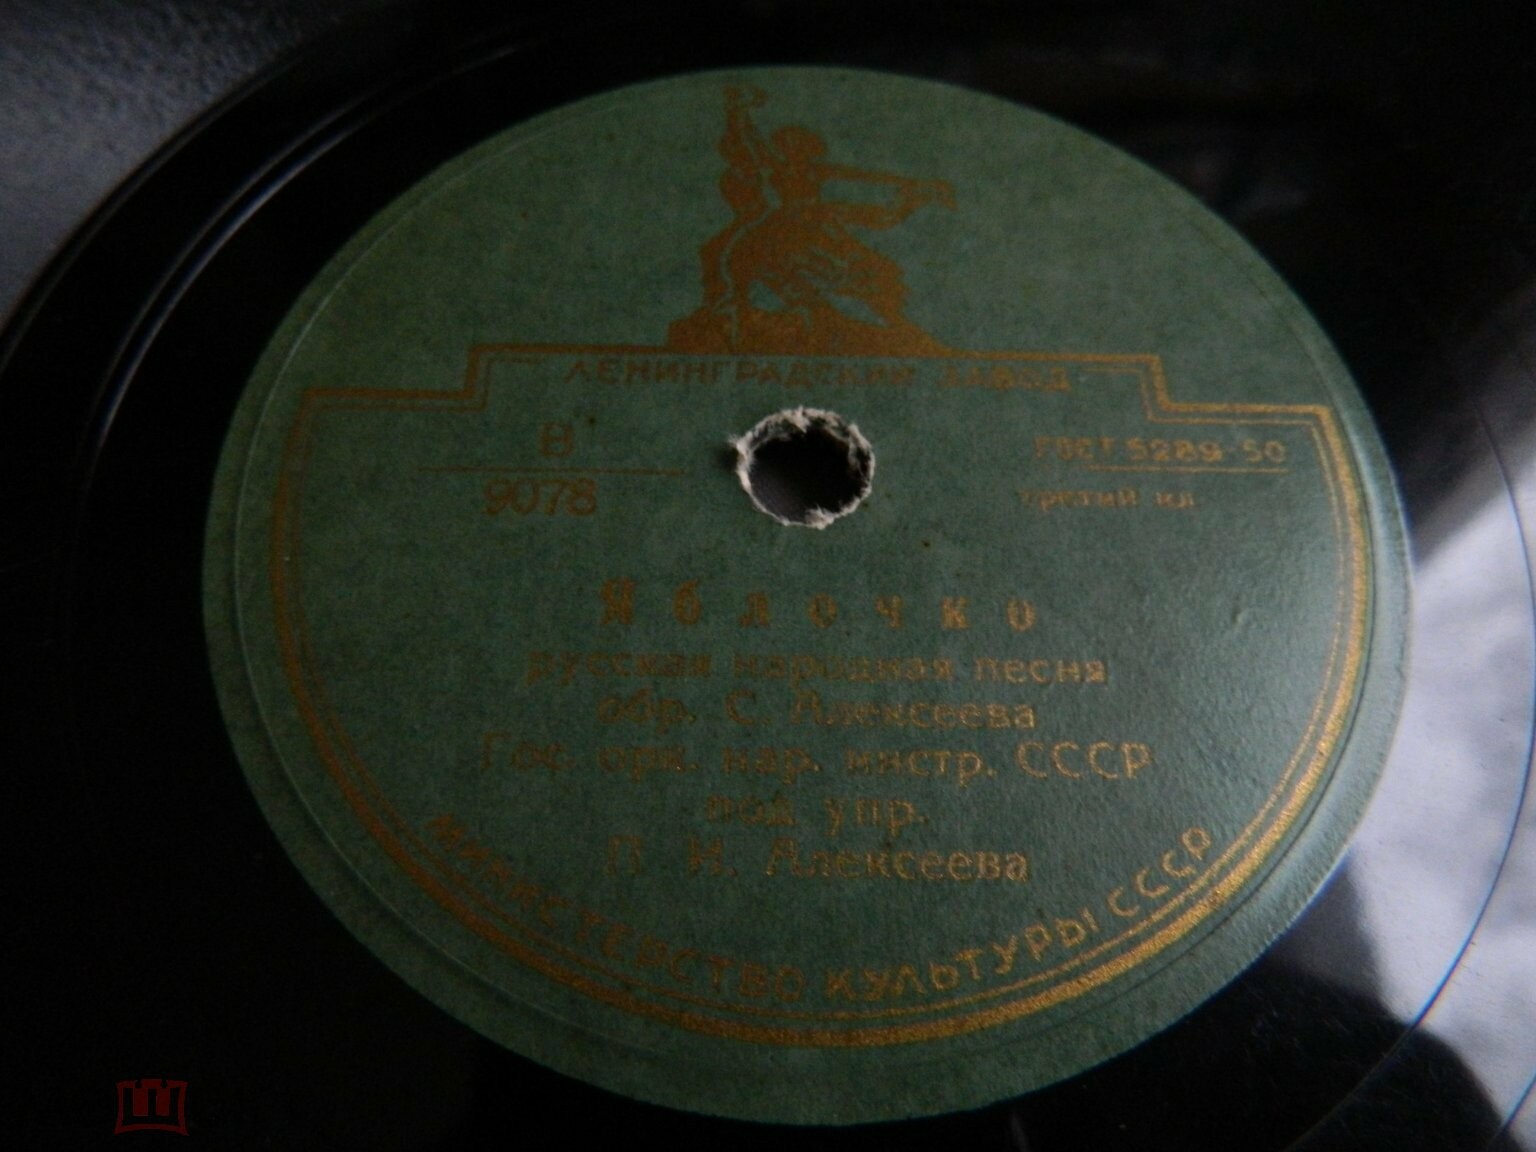 ЛЕНИНГРАДСКИЙ ЗАВОД
В
9078
ГОСТ 5289-50
третий кл
Яблочко
русская народная песня
обр. С. Алексеева
Гос. орк. нар. инстр. СССР
под упр.
П. И. Алексеева
МИНИСТЕРСТВО КУЛЬТУРЫ СССР